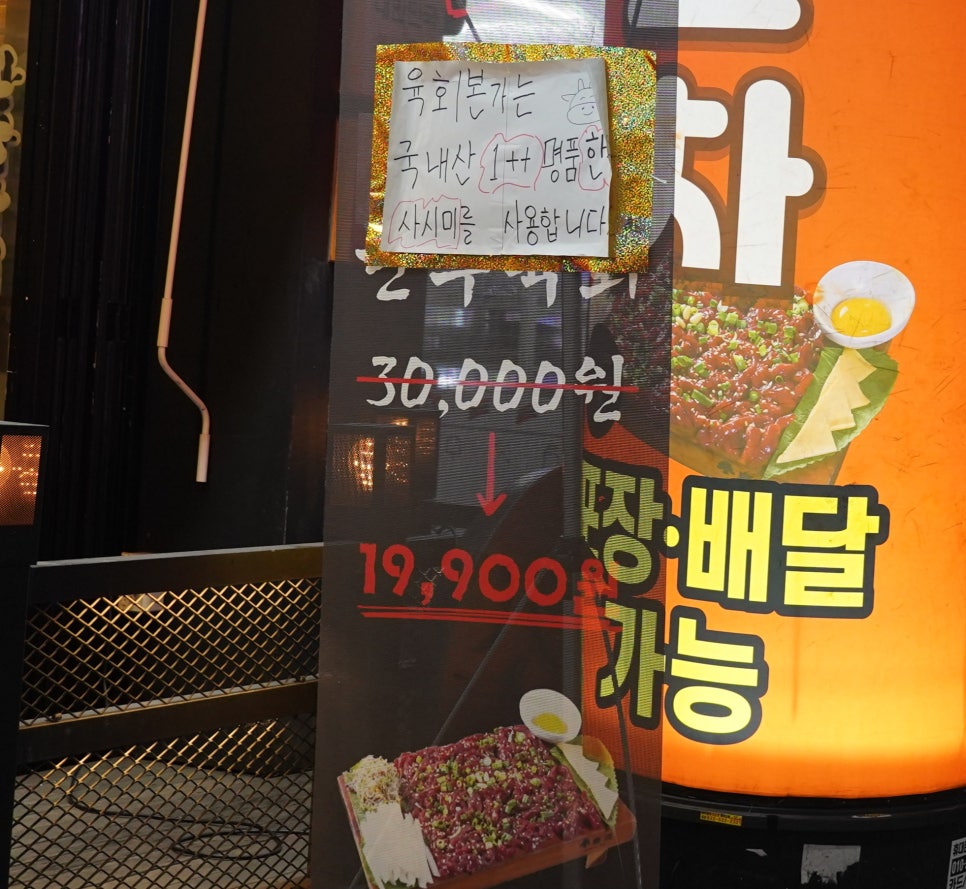 육회본가는
국내산 1++ 명품한
사시미를 사용합니다.
30,000원
19,900원
포장·배달
가능